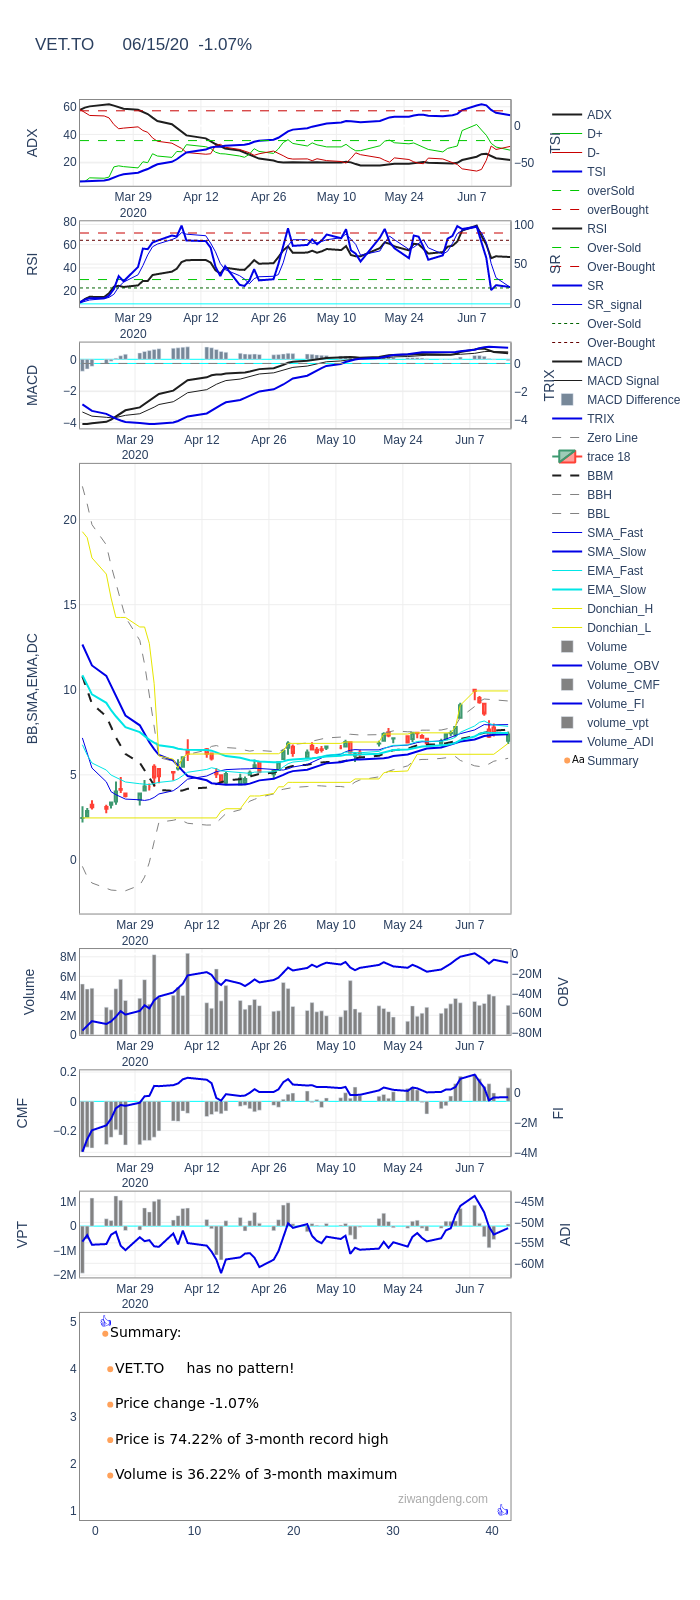 VET.TO 06/15/20 -1.07%
ADX
60
40
20
0
−50
TSI
Mar 29
2020
Apr 12
Apr 26
May 10
May 24
Jun 7
RSI
80
60
40
20
100
50
0
SR
Mar 29
2020
Apr 12
Apr 26
May 10
May 24
Jun 7
MACD
0
−2
−4
0
−2
−4
TRIX
Mar 29
2020
Apr 12
Apr 26
May 10
May 24
Jun 7
BB,SMA,EMA,DC
20
15
10
5
0
Mar 29
2020
Apr 12
Apr 26
May 10
May 24
Jun 7
Volume
8M
6M
4M
2M
0
0
−20M
−40M
−60M
−80M
OBV
Mar 29
2020
Apr 12
Apr 26
May 10
May 24
Jun 7
CMF
0.2
0
−0.2
0
−2M
−4M
FI
Mar 29
2020
Apr 12
Apr 26
May 10
May 24
Jun 7
VPT
1M
0
−1M
−2M
−45M
−50M
−55M
−60M
ADI
Mar 29
2020
Apr 12
Apr 26
May 10
May 24
Jun 7
5
4
3
2
1
0
10
20
30
40
👍
Summary:
VET.TO has no pattern!
Price change -1.07%
Price is 74.22% of 3-month record high
Volume is 36.22% of 3-month maximum
ziwangdeng.com
👍
ADX
D+
D-
TSI
overSold
overBought
RSI
Over-Sold
Over-Bought
SR
SR_signal
Over-Sold
Over-Bought
MACD
MACD Signal
MACD Difference
TRIX
Zero Line
trace 18
BBM
BBH
BBL
SMA_Fast
SMA_Slow
EMA_Fast
EMA_Slow
Donchian_H
Donchian_L
Volume
Volume_OBV
Volume_CMF
Volume_FI
volume_vpt
Volume_ADI
Aa Summary